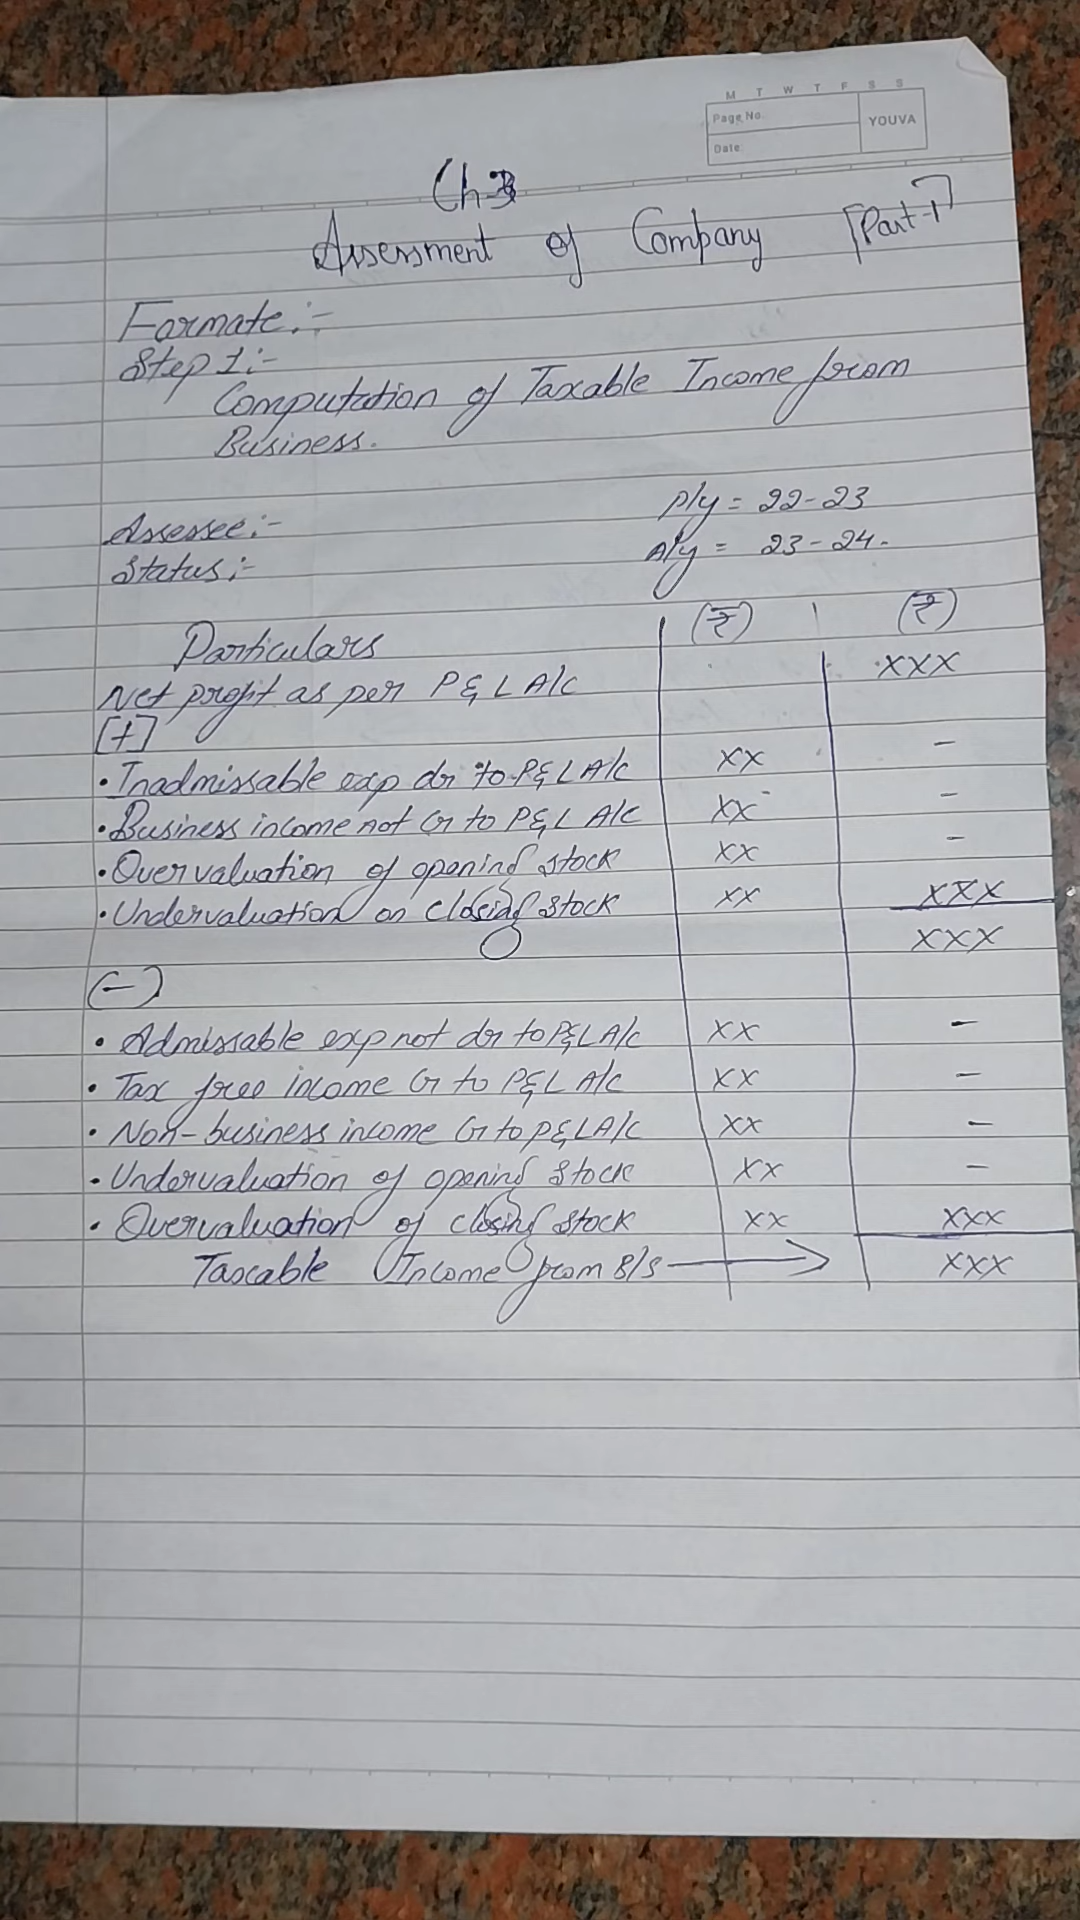 M T W T F S S
Page No.
YOUVA
Date:
Ch-3
Assessment of Company [Part-1]
Formate:-
Step 1:-
Computation of Taxable Income from
Business.
P/y = 22-23
Assessee:-
A/y = 23-24.
Status:-
Particulars (₹) (₹)
Net profit as per P & L A/c XXX
[+]
• Inadmissable exp dr to P & L A/c XX -
• Business income not Cr to P & L A/c XX -
• Overvaluation of opening stock XX -
• Undervaluation on closing stock XX XXX
XXX
(-)
• Admissable exp not dr to P & L A/c XX -
• Tax free income Cr to P & L A/c XX -
• Non-business income Cr to P & L A/c XX -
• Undervaluation of opening stock XX -
• Overvaluation of closing stock XX XXX
Taxable Income from B/s → XXX